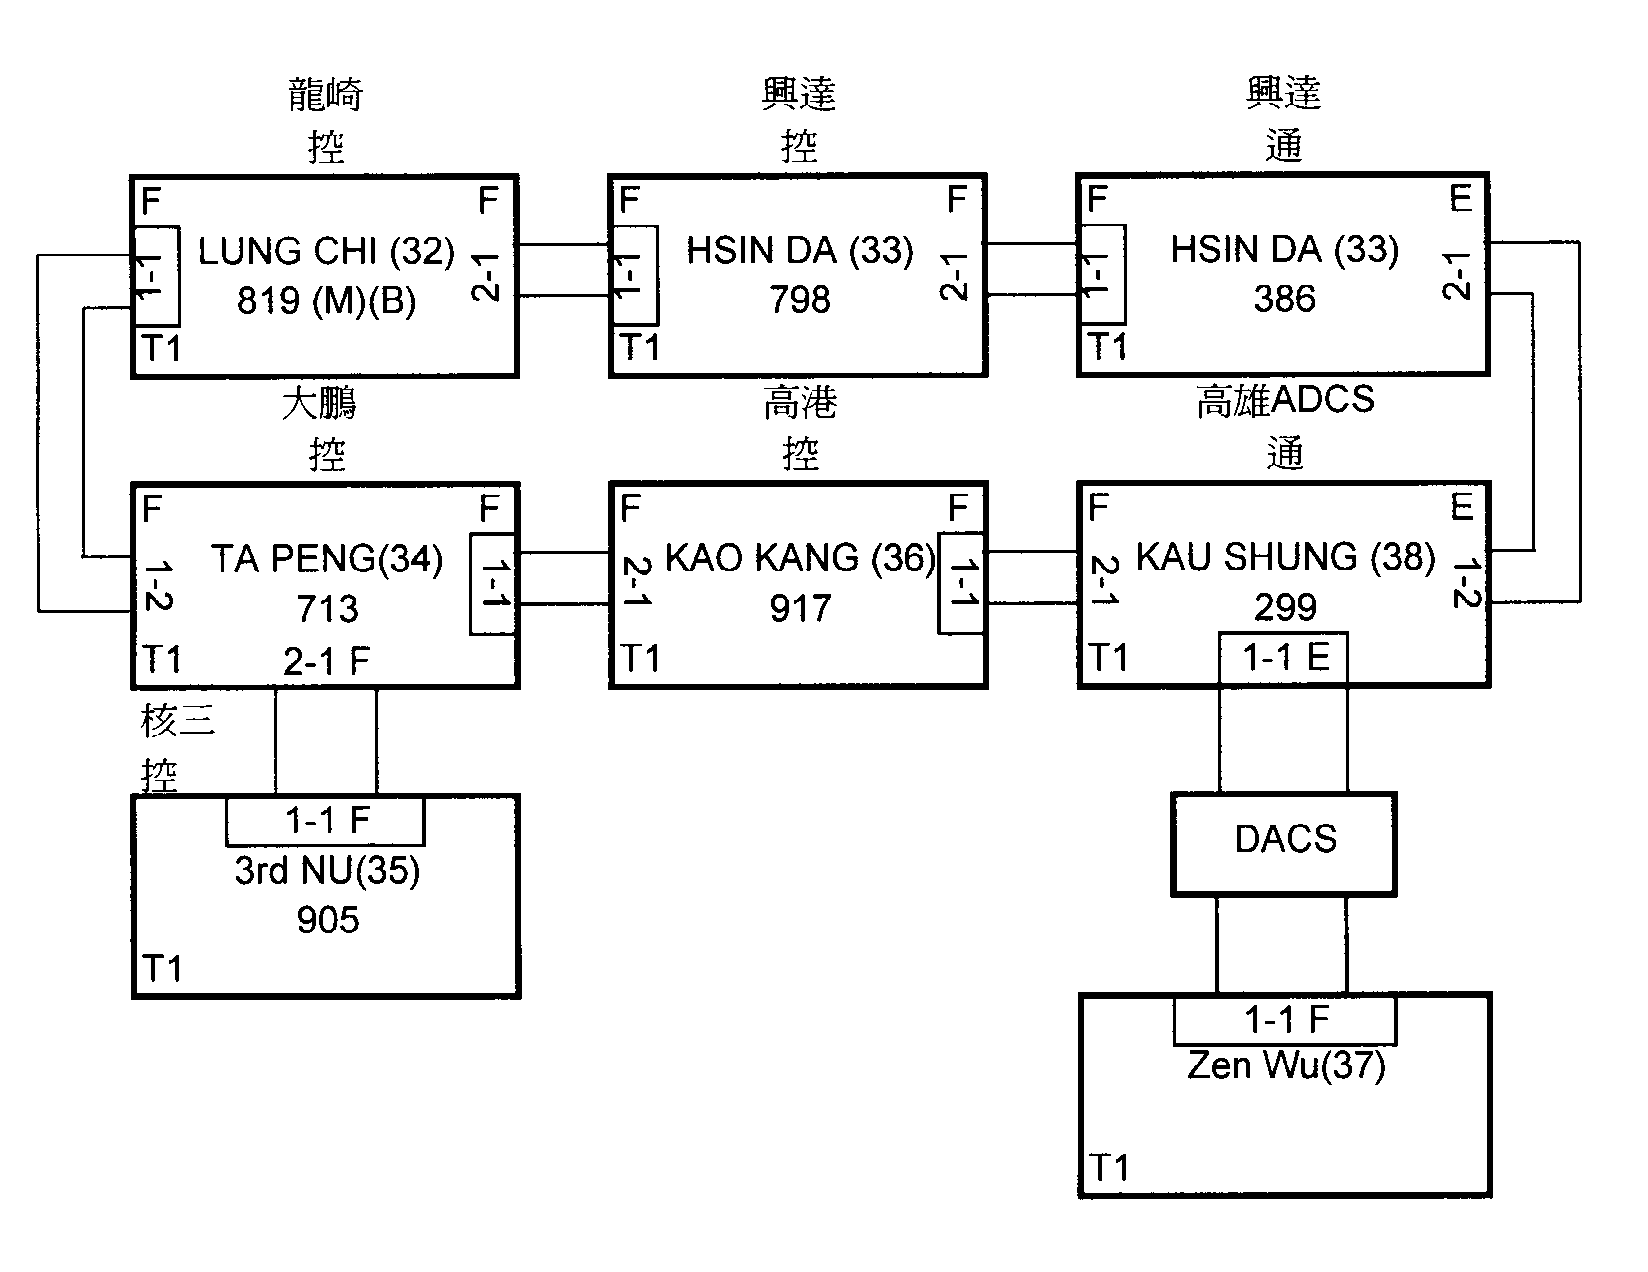 龍崎
控
興達
控
興達
通
F
F
1-1
LUNG CHI (32)
819 (M)(B)
2-1
T1
F
F
1-1
HSIN DA (33)
798
2-1
T1
F
E
1-1
HSIN DA (33)
386
2-1
T1
大鵬
控
高港
控
高雄ADCS
通
F
F
1-2
TA PENG(34)
713
1-1
T1
2-1 F
F
F
2-1
KAO KANG (36)
917
1-1
T1
F
E
2-1
KAU SHUNG (38)
299
1-2
T1
1-1 E
核三
控
1-1 F
3rd NU(35)
905
T1
DACS
1-1 F
Zen Wu(37)
T1